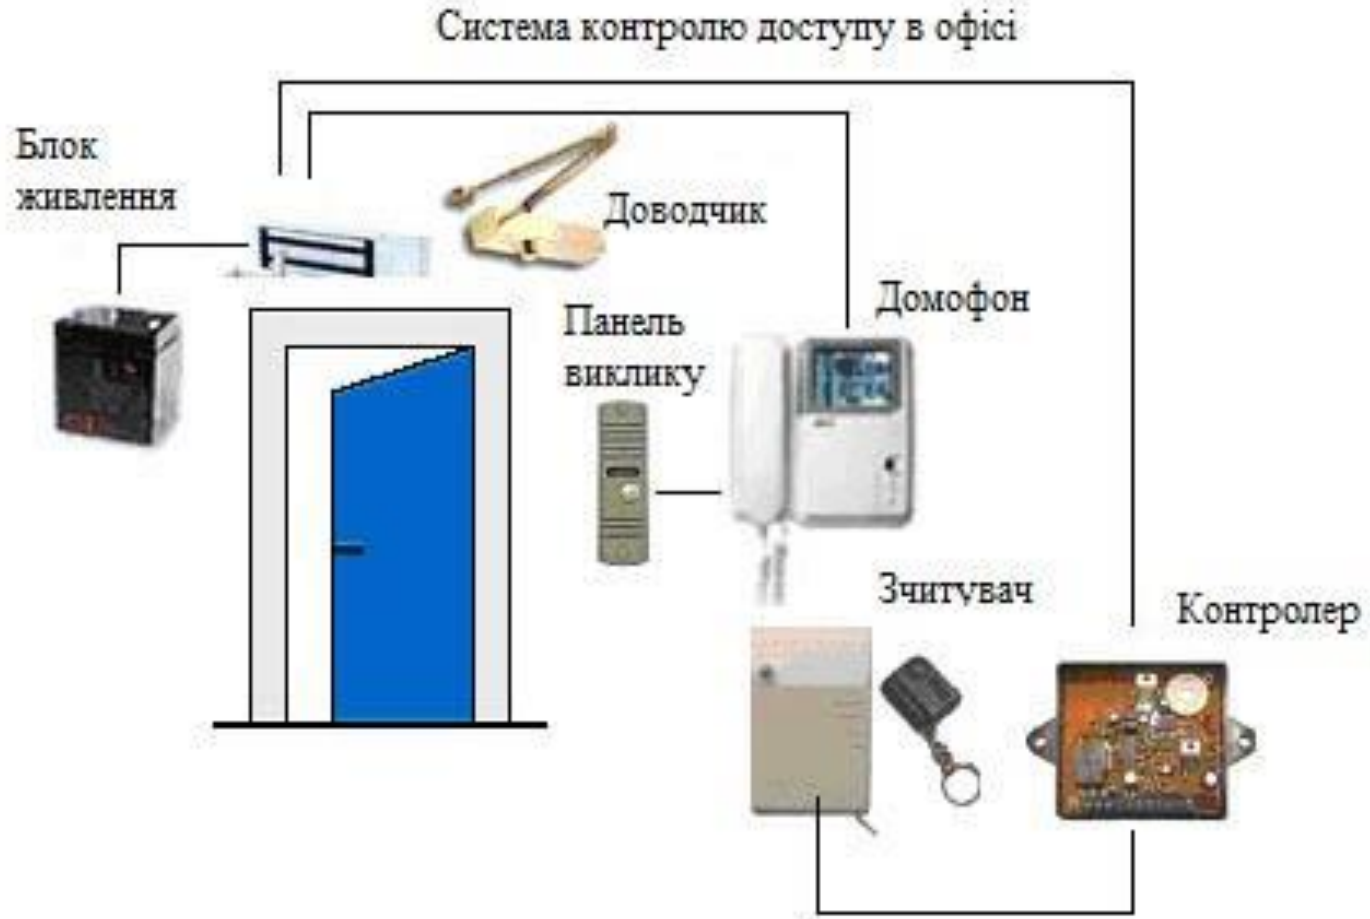 Система контролю доступу в офісі
Блок
живлення
Доводчик
Домофон
Панель
виклику
Зчитувач
Контролер